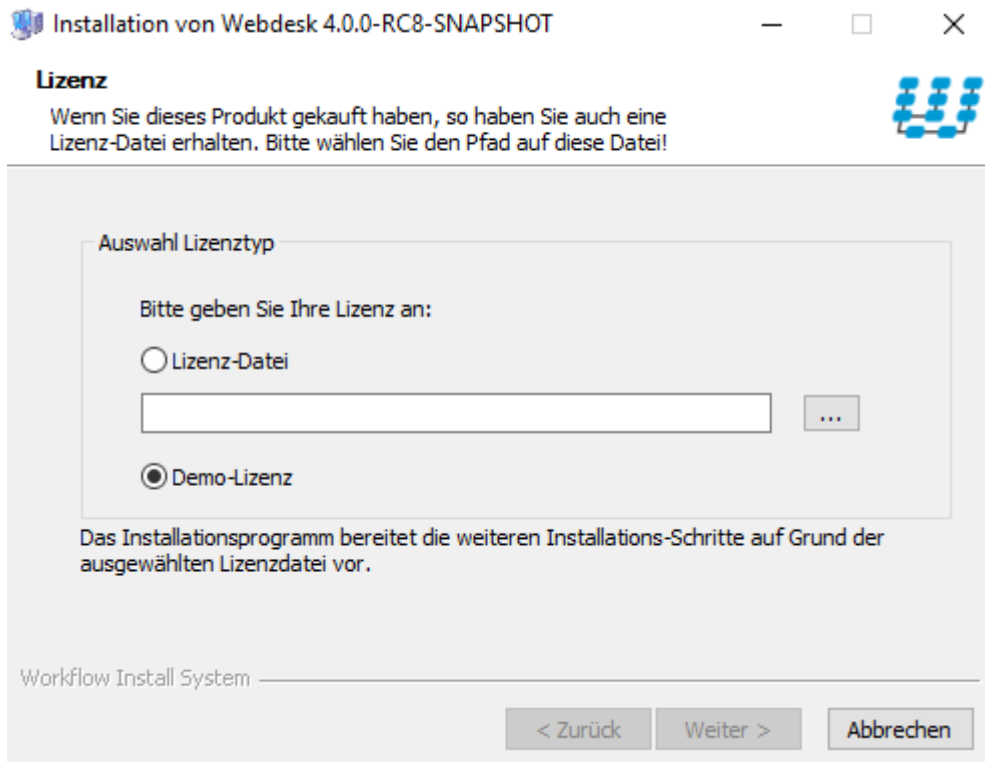 Installation von Webdesk 4.0.0-RC8-SNAPSHOT
Lizenz
Wenn Sie dieses Produkt gekauft haben, so haben Sie auch eine
Lizenz-Datei erhalten. Bitte wählen Sie den Pfad auf diese Datei!
Auswahl Lizenztyp
Bitte geben Sie Ihre Lizenz an:
Lizenz-Datei
...
Demo-Lizenz
Das Installationsprogramm bereitet die weiteren Installations-Schritte auf Grund der
ausgewählten Lizenzdatei vor.
Workflow Install System
< Zurück Weiter > Abbrechen